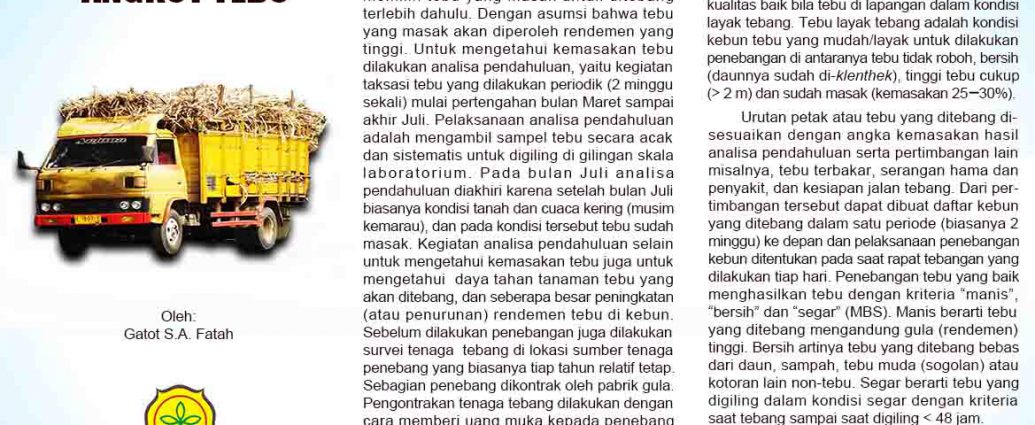 ANGKUT TEBU
Oleh:
Gatot S.A. Fatah
terlebih dahulu. Dengan asumsi bahwa tebu
yang masak akan diperoleh rendemen yang
tinggi. Untuk mengetahui kemasakan tebu
dilakukan analisa pendahuluan, yaitu kegiatan
taksasi tebu yang dilakukan periodik (2 minggu
sekali) mulai pertengahan bulan Maret sampai
akhir Juli. Pelaksanaan analisa pendahuluan
adalah mengambil sampel tebu secara acak
dan sistematis untuk digiling di gilingan skala
laboratorium. Pada bulan Juli analisa
pendahuluan diakhiri karena setelah bulan Juli
biasanya kondisi tanah dan cuaca kering (musim
kemarau), dan pada kondisi tersebut tebu sudah
masak. Kegiatan analisa pendahuluan selain
untuk mengetahui kemasakan tebu juga untuk
mengetahui daya tahan tanaman tebu yang
akan ditebang, dan seberapa besar peningkatan
(atau penurunan) rendemen tebu di kebun.
Sebelum dilakukan penebangan juga dilakukan
survei tenaga tebang di lokasi sumber tenaga
penebang yang biasanya tiap tahun relatif tetap.
Sebagian penebang dikontrak oleh pabrik gula.
Pengontrakan tenaga tebang dilakukan dengan
cara memberi uang muka kepada penebang
kualitas baik bila tebu di lapangan dalam kondisi
layak tebang. Tebu layak tebang adalah kondisi
kebun tebu yang mudah/layak untuk dilakukan
penebangan di antaranya tebu tidak roboh, bersih
(daunnya sudah di-klenthek), tinggi tebu cukup
(> 2 m) dan sudah masak (kemasakan 25–30%).
Urutan petak atau tebu yang ditebang di-
sesuaikan dengan angka kemasakan hasil
analisa pendahuluan serta pertimbangan lain
misalnya, tebu terbakar, serangan hama dan
penyakit, dan kesiapan jalan tebang. Dari per-
timbangan tersebut dapat dibuat daftar kebun
yang ditebang dalam satu periode (biasanya 2
minggu) ke depan dan pelaksanaan penebangan
kebun ditentukan pada saat rapat tebangan yang
dilakukan tiap hari. Penebangan tebu yang baik
menghasilkan tebu dengan kriteria “manis”,
“bersih” dan “segar” (MBS). Manis berarti tebu
yang ditebang mengandung gula (rendemen)
tinggi. Bersih artinya tebu yang ditebang bebas
dari daun, sampah, tebu muda (sogolan) atau
kotoran lain non-tebu. Segar berarti tebu yang
digiling dalam kondisi segar dengan kriteria
saat tebang sampai saat digiling < 48 jam.